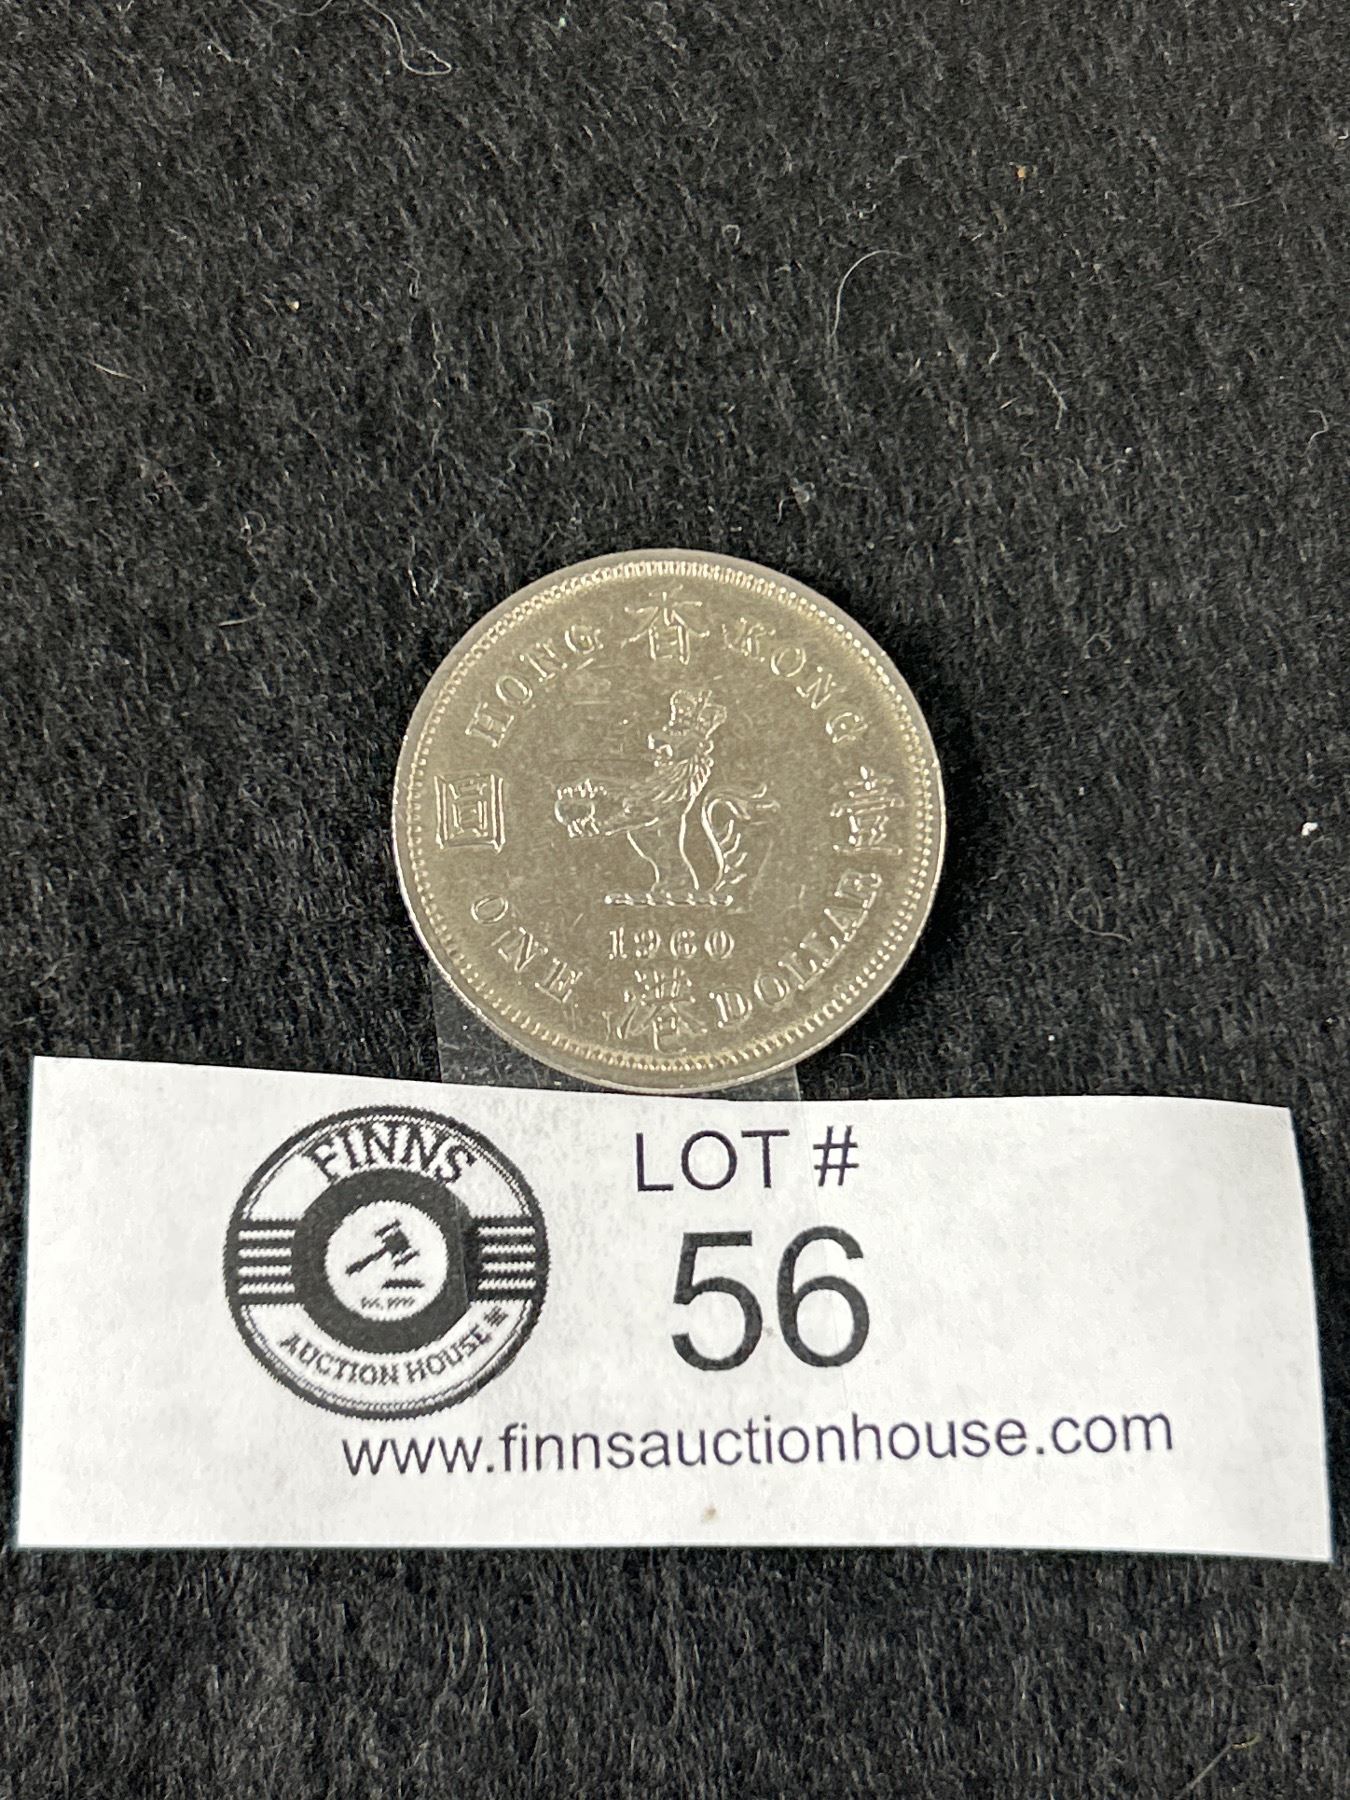 HONG 香 KONG
圓 壹
1960
ONE 港 DOLLAR
FINNS
AUCTION HOUSE
LOT #
56
www.finnsauctionhouse.com